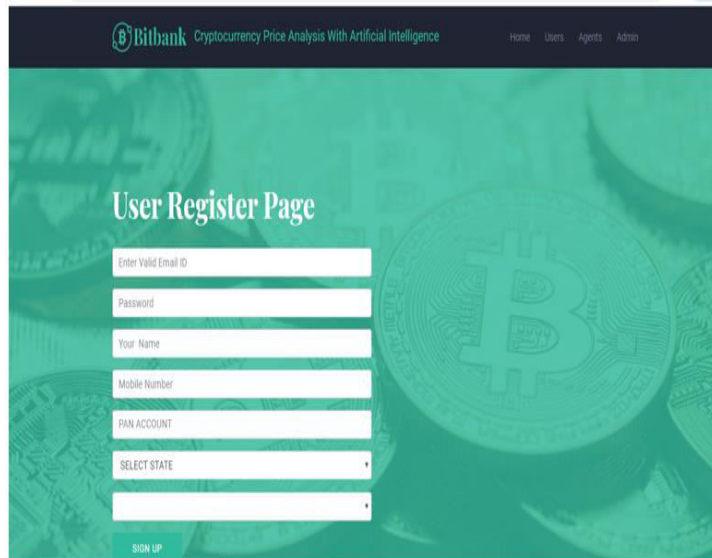 Bitbank Cryptocurrency Price Analysis With Artificial Intelligence Home Users Agents Admin
User Register Page
Enter Valid Email ID
Password
Your Name
Mobile Number
PAN ACCOUNT
SELECT STATE
SIGN UP